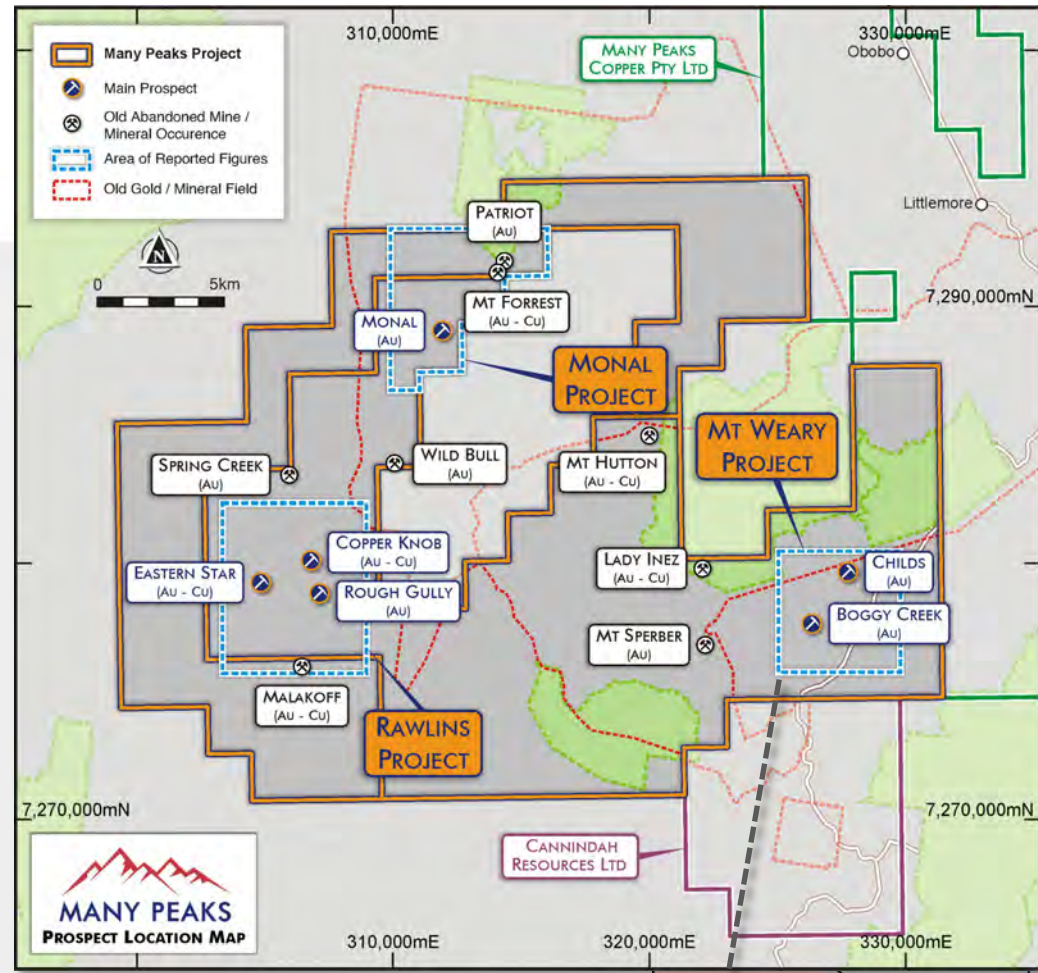 310,000mE
330,000mE
MANY PEAKS PROJECT
Main Prospect
Old Abandoned Mine /
Mineral Occurence
Area of Reported Figures
Old Gold / Mineral Field
N
0
5km
MANY PEAKS
COPPER PTY LTD
Obobo
Littlemore
7,290,000mN
PATRIOT
(AU)
MT FORREST
(AU - CU)
MONAL
(AU)
MONAL
PROJECT
MT WEARY
PROJECT
SPRING CREEK
(AU)
WILD BULL
(AU)
MT HUTTON
(AU - CU)
COPPER KNOB
(AU - CU)
EASTERN STAR
(AU - CU)
ROUGH GULLY
(AU)
LADY INEZ
(AU - CU)
CHILDS
(AU)
BOGGY CREEK
(AU)
MT SPERBER
(AU)
MALAKOFF
(AU - CU)
RAWLINS
PROJECT
7,270,000mN
7,270,000mN
CANNINDAH
RESOURCES LTD
MANY PEAKS
PROSPECT LOCATION MAP
310,000mE
320,000mE
330,000mE